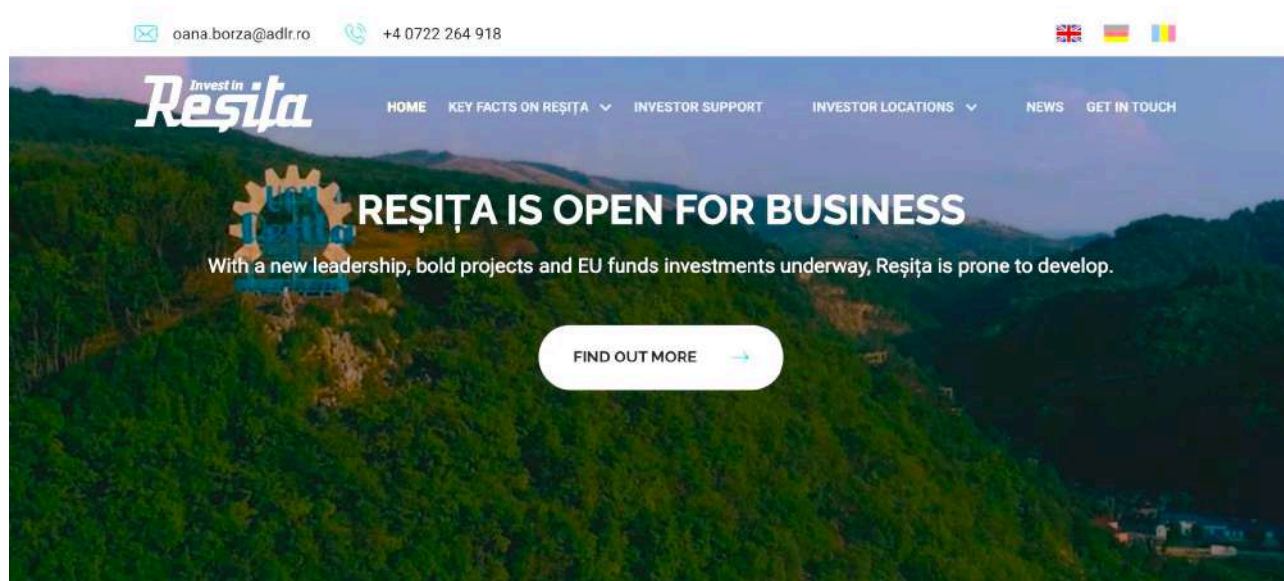 oana.borza@adlr.ro +4 0722 264 918
Invest in
Reșița
HOME KEY FACTS ON REȘIȚA INVESTOR SUPPORT INVESTOR LOCATIONS NEWS GET IN TOUCH
UCM
Reșița
REȘIȚA IS OPEN FOR BUSINESS
With a new leadership, bold projects and EU funds investments underway, Reșița is prone to develop.
FIND OUT MORE